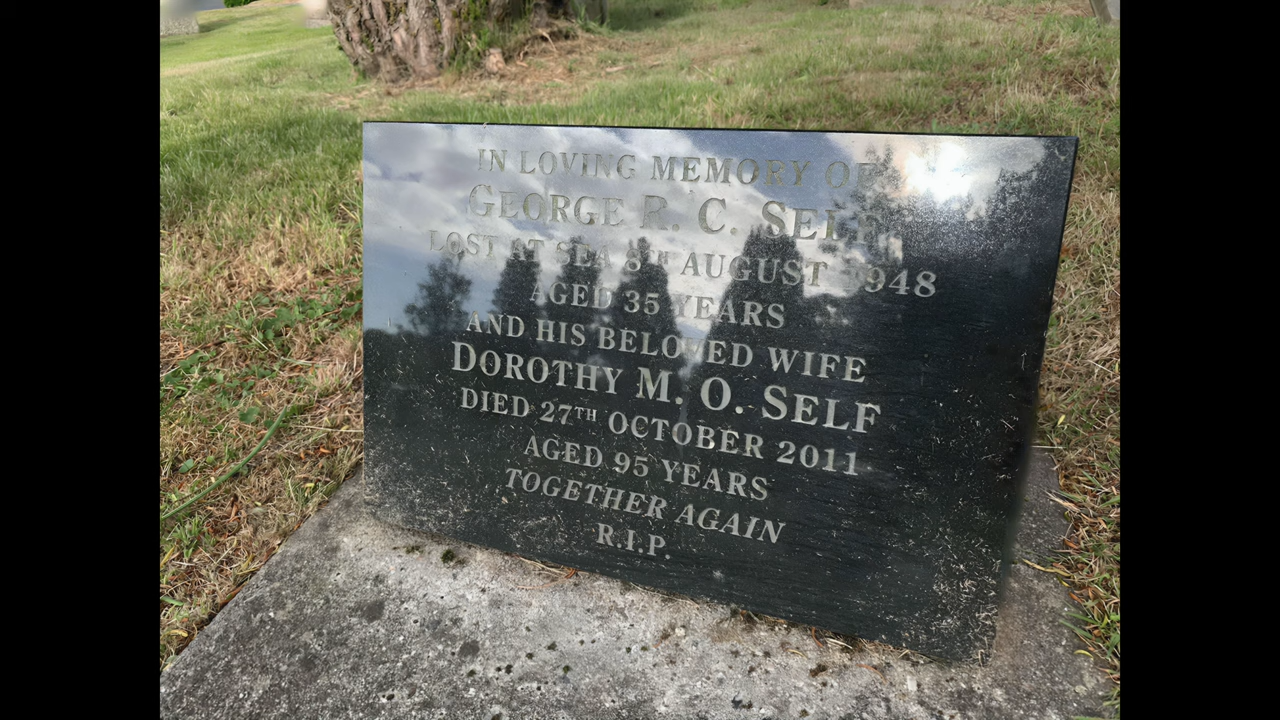 IN LOVING MEMORY OF
GEORGE R. C. SELF
LOST AT SEA 8TH AUGUST 1948
AGED 35 YEARS
AND HIS BELOVED WIFE
DOROTHY M. O. SELF
DIED 27TH OCTOBER 2011
AGED 95 YEARS
TOGETHER AGAIN
R.I.P.